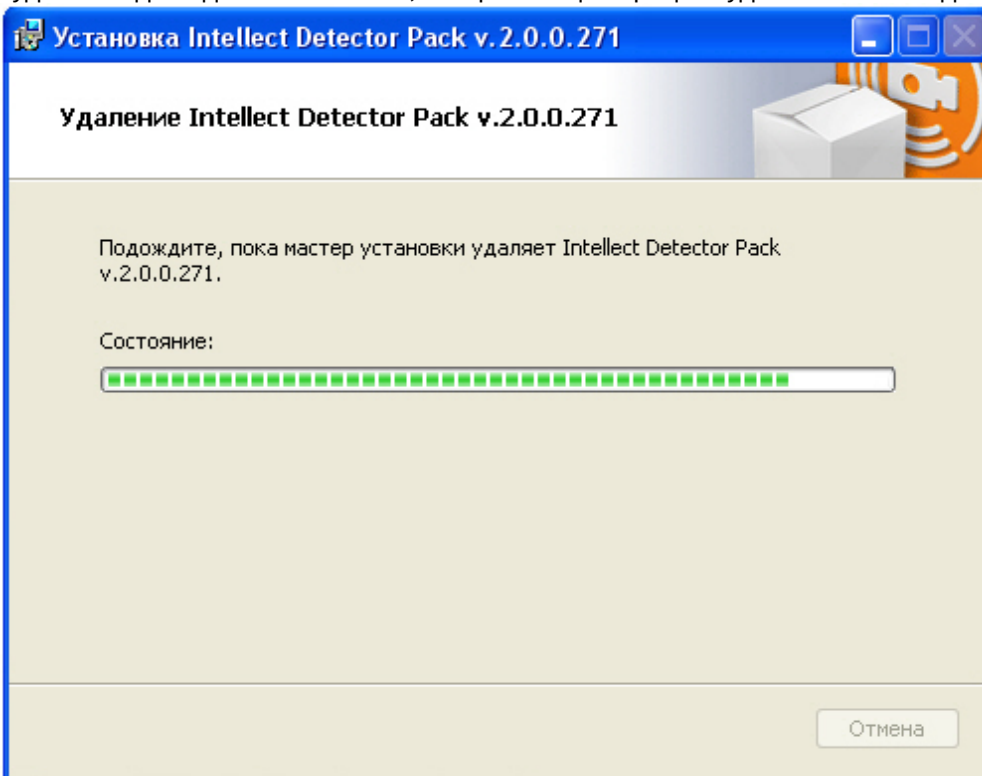 Установка Intellect Detector Pack v.2.0.0.271
Удаление Intellect Detector Pack v.2.0.0.271
Подождите, пока мастер установки удаляет Intellect Detector Pack
v.2.0.0.271.
Состояние:
Отмена